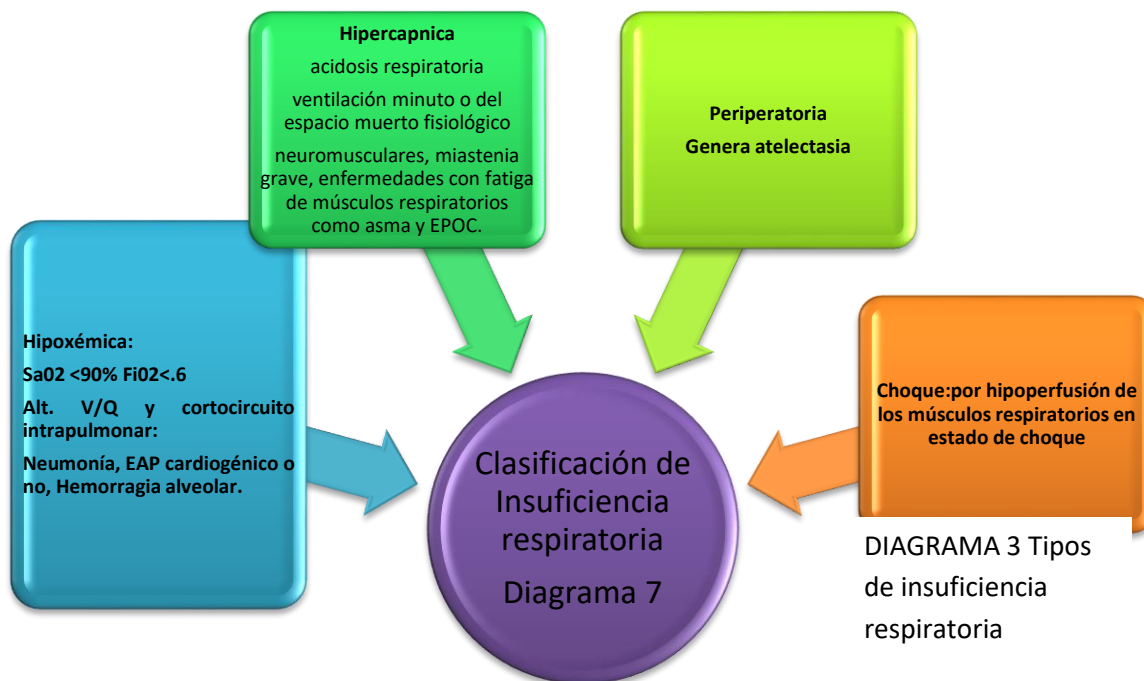 Hipercapnica
acidosis respiratoria
ventilación minuto o del
espacio muerto fisiológico
neuromusculares, miastenia
grave, enfermedades con fatiga
de músculos respiratorios
como asma y EPOC.
Periperatoria
Genera atelectasia
Hipoxémica:
Sa02 <90% Fi02<.6
Alt. V/Q y cortocircuito
intrapulmonar:
Neumonía, EAP cardiogénico o
no, Hemorragia alveolar.
Choque:por hipoperfusión de
los músculos respiratorios en
estado de choque
Clasificación de
Insuficiencia
respiratoria
Diagrama 7
DIAGRAMA 3 Tipos
de insuficiencia
respiratoria